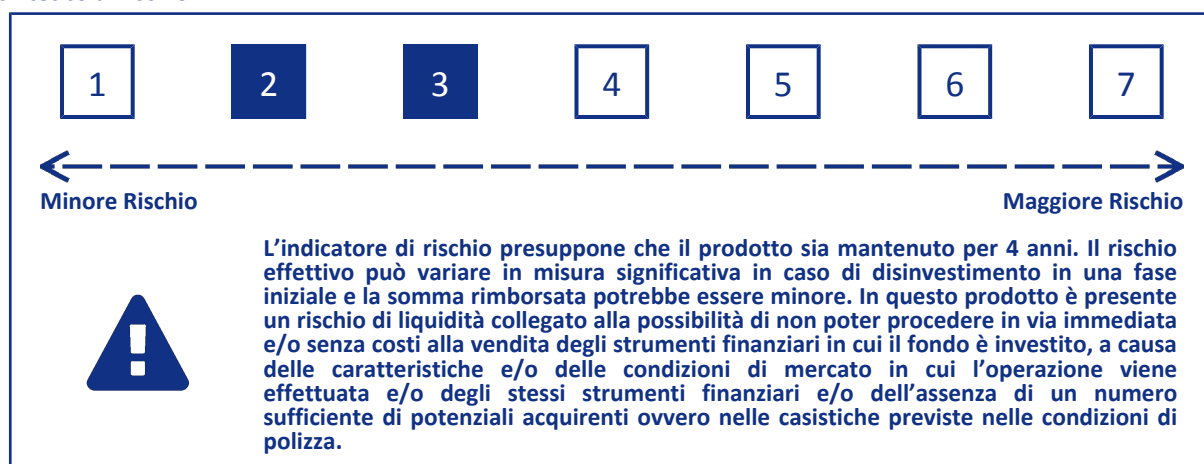 1 2 3 4 5 6 7
Minore Rischio Maggiore Rischio
L'indicatore di rischio presuppone che il prodotto sia mantenuto per 4 anni. Il rischio
effettivo può variare in misura significativa in caso di disinvestimento in una fase
iniziale e la somma rimborsata potrebbe essere minore. In questo prodotto è presente
un rischio di liquidità collegato alla possibilità di non poter procedere in via immediata
e/o senza costi alla vendita degli strumenti finanziari in cui il fondo è investito, a causa
delle caratteristiche e/o delle condizioni di mercato in cui l'operazione viene
effettuata e/o degli stessi strumenti finanziari e/o dell'assenza di un numero
sufficiente di potenziali acquirenti ovvero nelle casistiche previste nelle condizioni di
polizza.